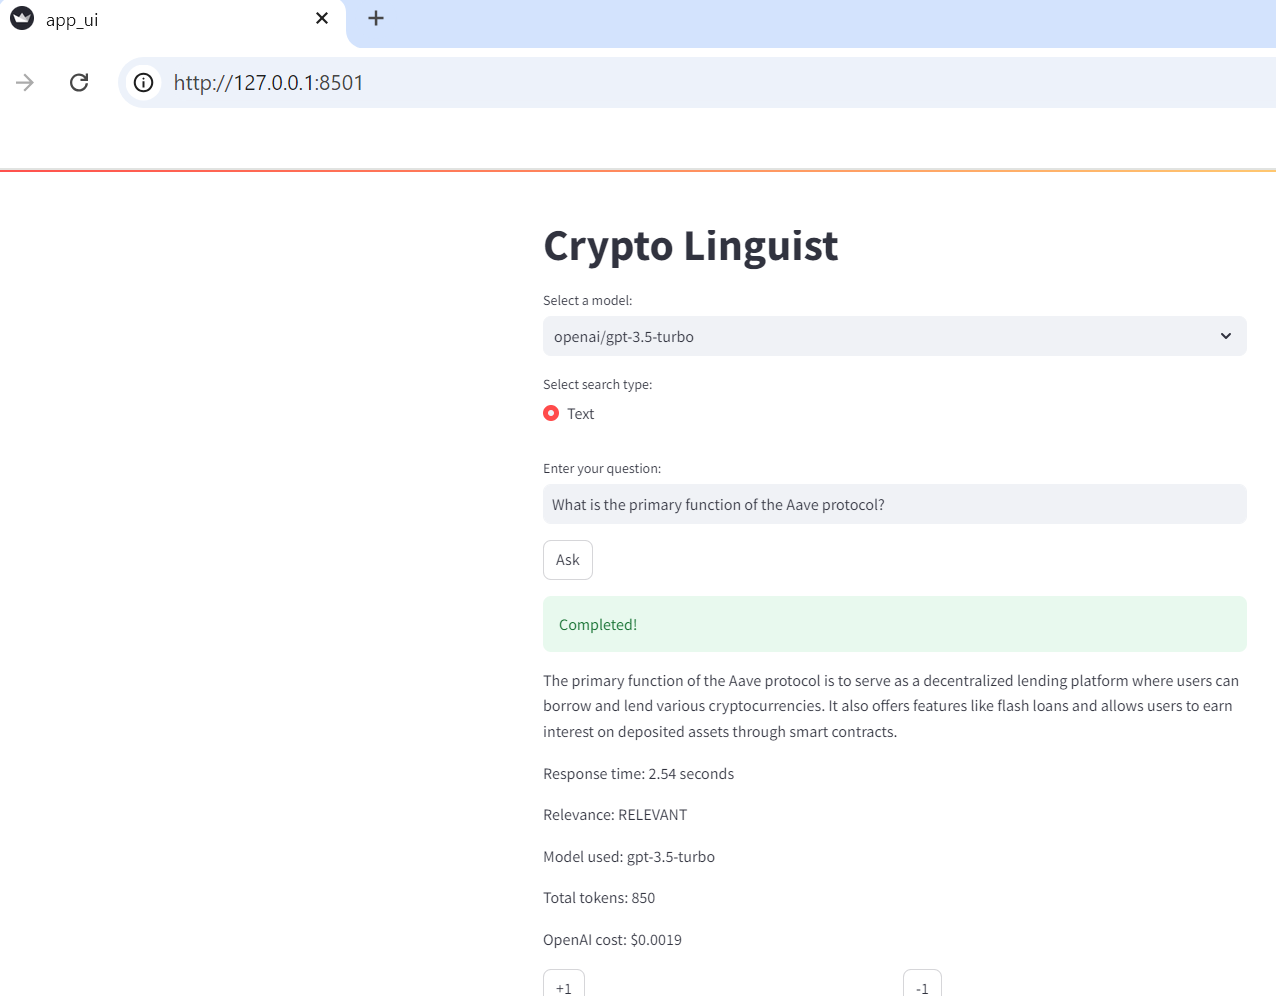 app_ui
http://127.0.0.1:8501
Crypto Linguist
Select a model:
openai/gpt-3.5-turbo
Select search type:
Text
Enter your question:
What is the primary function of the Aave protocol?
Ask
Completed!
The primary function of the Aave protocol is to serve as a decentralized lending platform where users can
borrow and lend various cryptocurrencies. It also offers features like flash loans and allows users to earn
interest on deposited assets through smart contracts.
Response time: 2.54 seconds
Relevance: RELEVANT
Model used: gpt-3.5-turbo
Total tokens: 850
OpenAI cost: $0.0019
+1 -1